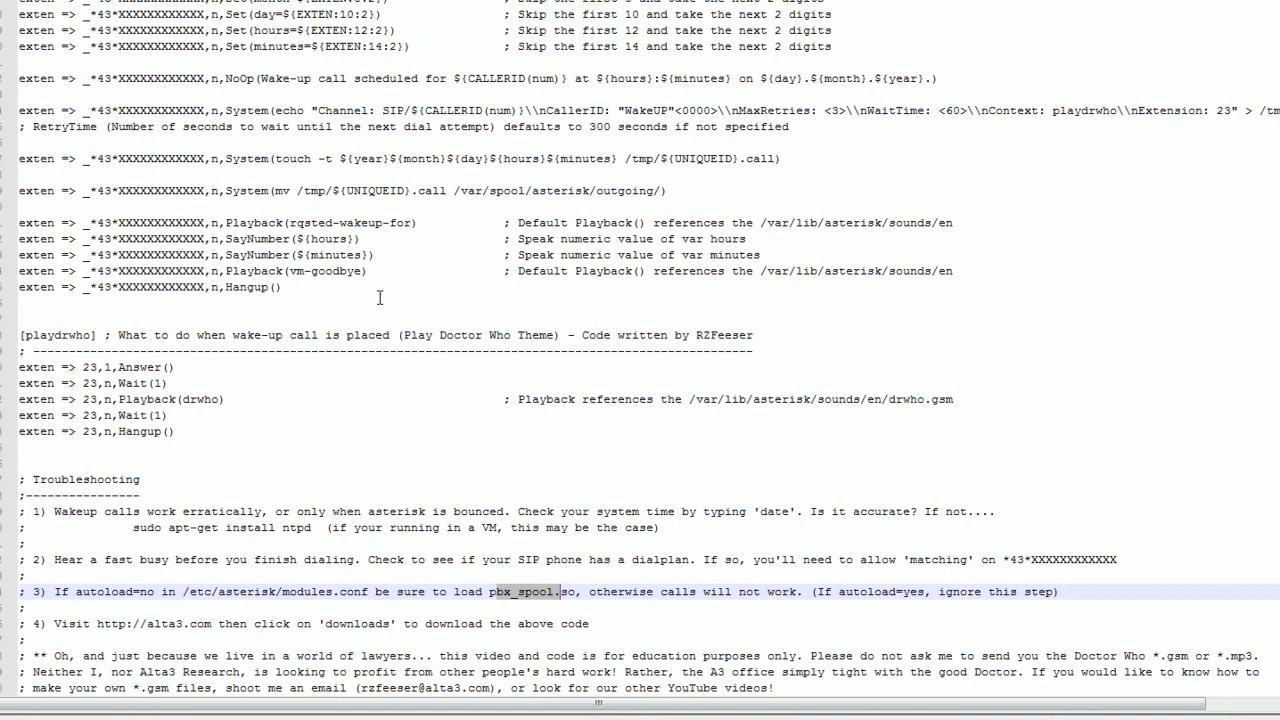 exten => _*43*XXXXXXXXXXXX,n,Set(day=${EXTEN:10:2}) ; Skip the first 10 and take the next 2 digits
exten => _*43*XXXXXXXXXXXX,n,Set(hours=${EXTEN:12:2}) ; Skip the first 12 and take the next 2 digits
exten => _*43*XXXXXXXXXXXX,n,Set(minutes=${EXTEN:14:2}) ; Skip the first 14 and take the next 2 digits
exten => _*43*XXXXXXXXXXXX,n,NoOp(Wake-up call scheduled for ${CALLERID(num)} at ${hours}:${minutes} on ${day}.${month}.${year}.)
exten => _*43*XXXXXXXXXXXX,n,System(echo "Channel: SIP/${CALLERID(num)}\\nCallerID: "WakeUP"<0000>\\nMaxRetries: <3>\\nWaitTime: <60>\\nContext: playdrwho\\nExtension: 23" > /tm
; RetryTime (Number of seconds to wait until the next dial attempt) defaults to 300 seconds if not specified
exten => _*43*XXXXXXXXXXXX,n,System(touch -t ${year}${month}${day}${hours}${minutes} /tmp/${UNIQUEID}.call)
exten => _*43*XXXXXXXXXXXX,n,System(mv /tmp/${UNIQUEID}.call /var/spool/asterisk/outgoing/)
exten => _*43*XXXXXXXXXXXX,n,Playback(rqsted-wakeup-for) ; Default Playback() references the /var/lib/asterisk/sounds/en
exten => _*43*XXXXXXXXXXXX,n,SayNumber(${hours}) ; Speak numeric value of var hours
exten => _*43*XXXXXXXXXXXX,n,SayNumber(${minutes}) ; Speak numeric value of var minutes
exten => _*43*XXXXXXXXXXXX,n,Playback(vm-goodbye) ; Default Playback() references the /var/lib/asterisk/sounds/en
exten => _*43*XXXXXXXXXXXX,n,Hangup()
[playdrwho] ; What to do when wake-up call is placed (Play Doctor Who Theme) - Code written by RZFeeser
; -----------------------------------------------------------------------------------------------------
exten => 23,1,Answer()
exten => 23,n,Wait(1)
exten => 23,n,Playback(drwho) ; Playback references the /var/lib/asterisk/sounds/en/drwho.gsm
exten => 23,n,Wait(1)
exten => 23,n,Hangup()
; Troubleshooting
;----------------
; 1) Wakeup calls work erratically, or only when asterisk is bounced. Check your system time by typing 'date'. Is it accurate? If not....
; sudo apt-get install ntpd (if your running in a VM, this may be the case)
;
; 2) Hear a fast busy before you finish dialing. Check to see if your SIP phone has a dialplan. If so, you'll need to allow 'matching' on *43*XXXXXXXXXXXX
;
; 3) If autoload=no in /etc/asterisk/modules.conf be sure to load pbx_spool.so, otherwise calls will not work. (If autoload=yes, ignore this step)
;
; 4) Visit http://alta3.com then click on 'downloads' to download the above code
;
; ** Oh, and just because we live in a world of lawyers... this video and code is for education purposes only. Please do not ask me to send you the Doctor Who *.gsm or *.mp3.
; Neither I, nor Alta3 Research, is looking to profit from other people's hard work! Rather, the A3 office simply tight with the good Doctor. If you would like to know how to
; make your own *.gsm files, shoot me an email (rzfeeser@alta3.com), or look for our other YouTube videos!